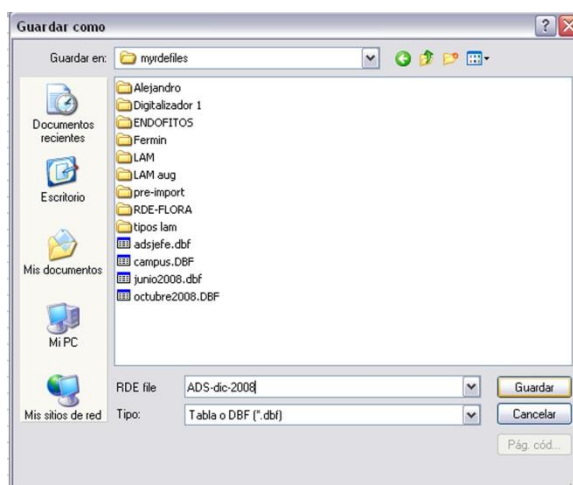 Guardar como
Guardar en: myrdefiles
Documentos
recientes
Escritorio
Mis documentos
Mi PC
Mis sitios de red
Alejandro
Digitalizador 1
ENDOFITOS
Fermin
LAM
LAM aug
pre-import
RDE-FLORA
tipos lam
adsjefe.dbf
campus.DBF
junio2008.dbf
octubre2008.DBF
RDE file ADS-dic-2008 Guardar
Tipo: Tabla o DBF (*.dbf) Cancelar
Pág. cód...